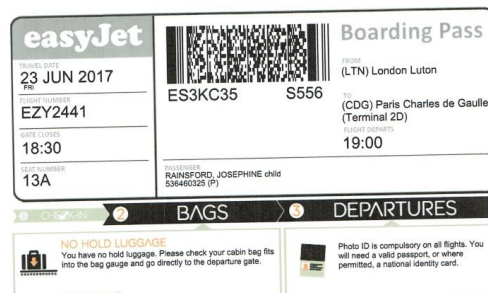 easyJet
Boarding Pass
TRAVEL DATE
23 JUN 2017
FRI
FLIGHT NUMBER
EZY2441
GATE CLOSES
18:30
SEAT NUMBER
13A
ES3KC35 S556
FROM
(LTN) London Luton
TO:
(CDG) Paris Charles de Gaulle
(Terminal 2D)
FLIGHT DEPARTS
19:00
PASSENGER
RAINSFORD, JOSEPHINE child
536460325 (P)
CHECK-IN 2 BAGS 3 DEPARTURES
NO HOLD LUGGAGE
You have no hold luggage. Please check your cabin bag fits
into the bag gauge and go directly to the departure gate.
Photo ID is compulsory on all flights. You
will need a valid passport, or where
permitted, a national identity card.